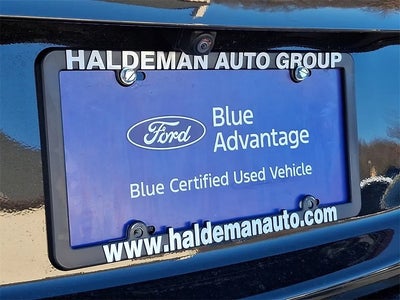 HALDEMAN AUTO GROUP
Ford
Blue
Advantage
Blue Certified Used Vehicle
www.haldemanauto.com